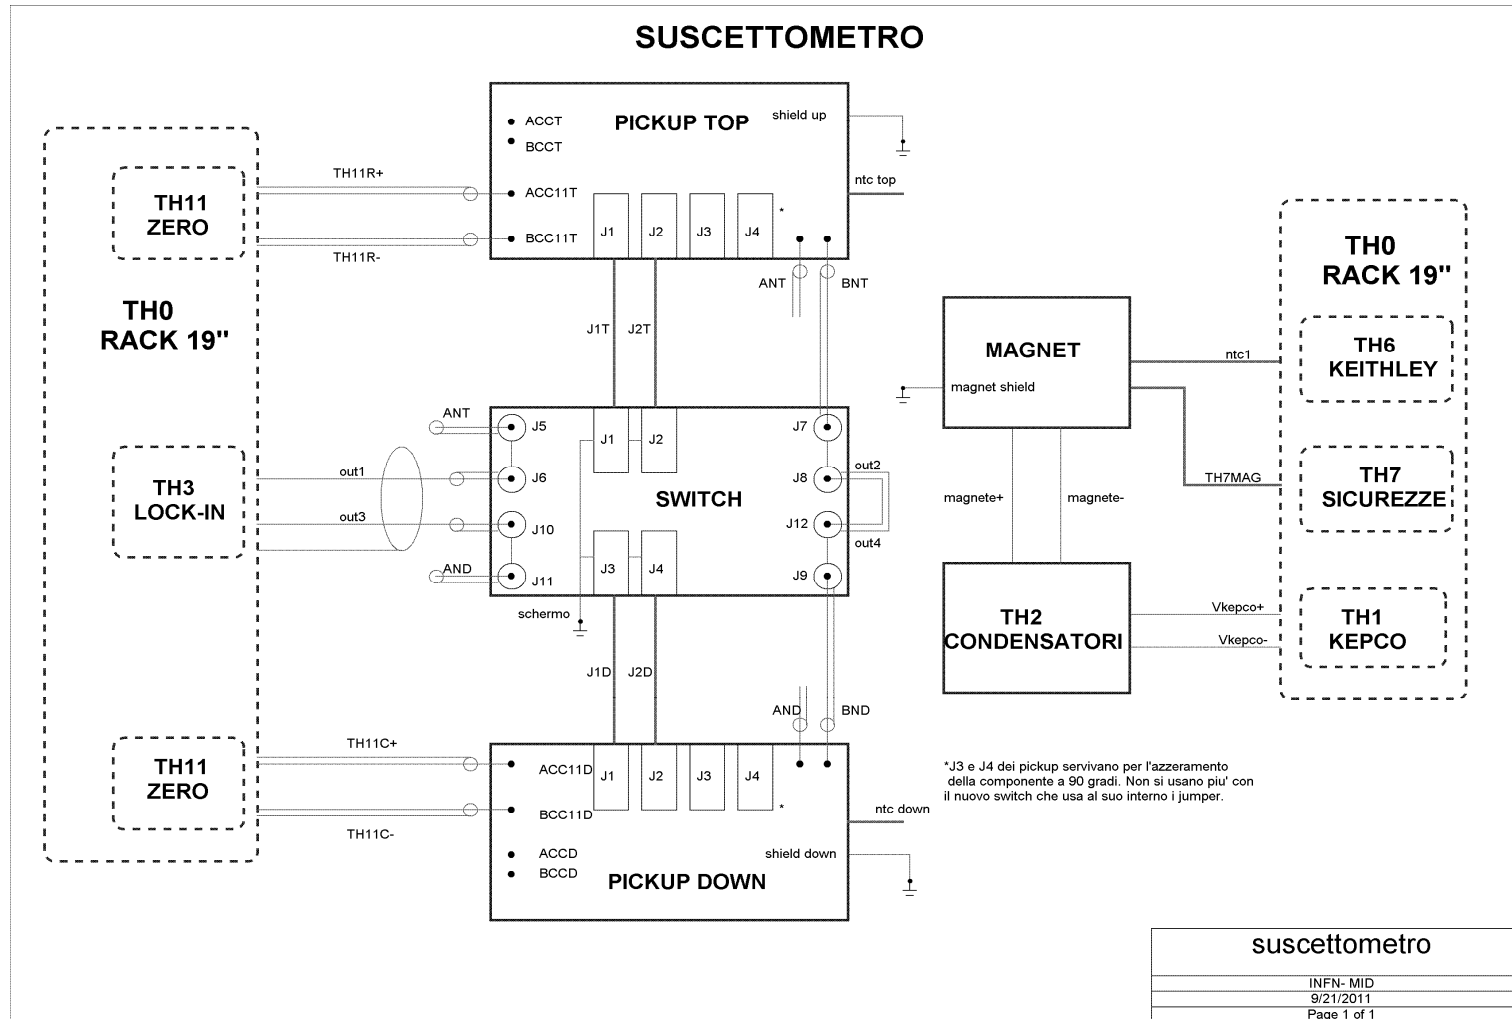 SUSCETTOMETRO
TH11
ZERO
TH0
RACK 19"
TH3
LOCK-IN
TH11
ZERO
TH11R+
TH11R-
out1
out3
TH11C+
TH11C-
ACCT
BCCT
ACC11T
BCC11T
PICKUP TOP
shield up
J1
J2
J3
J4
*
ntc top
ANT
BNT
J1T
J2T
ANT
AND
J5
J6
J10
J11
J1
J2
SWITCH
J3
J4
J7
J8
J12
J9
out2
out4
schermo
J1D
J2D
AND
BND
ACC11D
BCC11D
ACCD
BCCD
J1
J2
J3
J4
*
PICKUP DOWN
shield down
ntc down
MAGNET
magnet shield
magnete+
magnete-
TH2
CONDENSATORI
ntc1
TH7MAG
Vkepco+
Vkepco-
TH0
RACK 19"
TH6
KEITHLEY
TH7
SICUREZZE
TH1
KEPCO
*J3 e J4 dei pickup servivano per l'azzeramento
della componente a 90 gradi. Non si usano piu' con
il nuovo switch che usa al suo interno i jumper.
suscettometro
INFN- MID
9/21/2011
Page 1 of 1